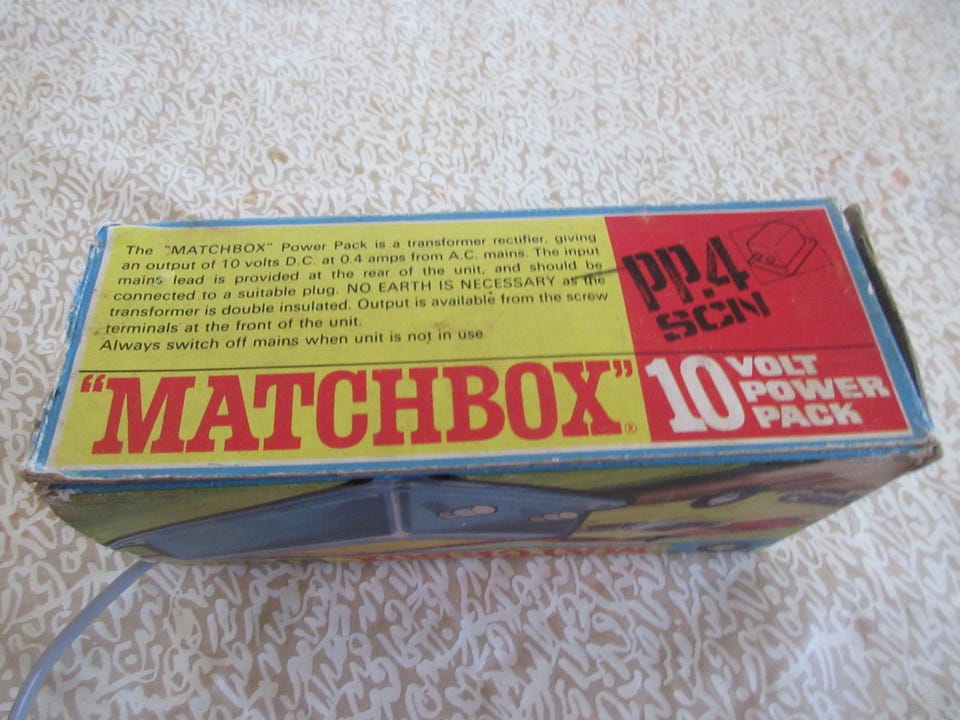 The "MATCHBOX" Power Pack is a transformer rectifier, giving
an output of 10 volts D.C. at 0.4 amps from A.C. mains. The input
mains lead is provided at the rear of the unit, and should be
connected to a suitable plug. NO EARTH IS NECESSARY as the
transformer is double insulated. Output is available from the screw
terminals at the front of the unit.
Always switch off mains when unit is not in use.
PP.4
SCN
"MATCHBOX"®
10 VOLT
POWER
PACK